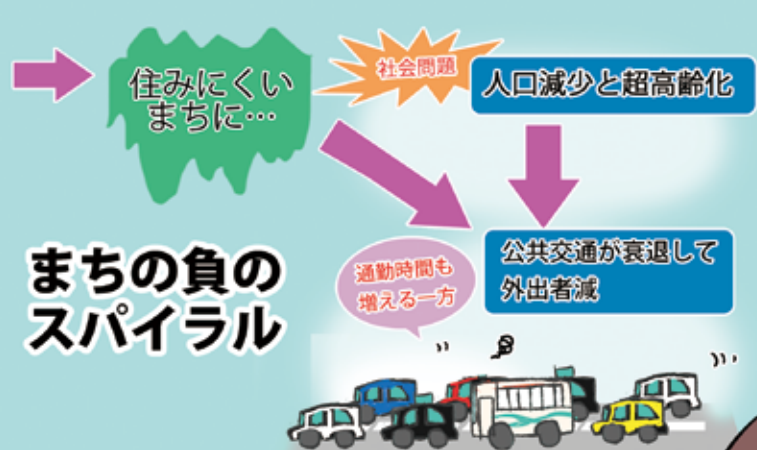 住みにくい
まちに…
社会問題
人口減少と超高齢化
まちの負の
スパイラル
通勤時間も
増える一方
公共交通が衰退して
外出者減